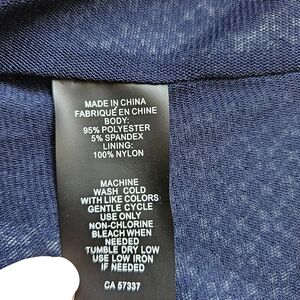 MADE IN CHINA
FABRIQUE EN CHINE
BODY:
95% POLYESTER
5% SPANDEX
LINING:
100% NYLON
MACHINE
WASH COLD
WITH LIKE COLORS
GENTLE CYCLE
USE ONLY
NON-CHLORINE
BLEACH WHEN
NEEDED
TUMBLE DRY LOW
USE LOW IRON
IF NEEDED
CA 57337